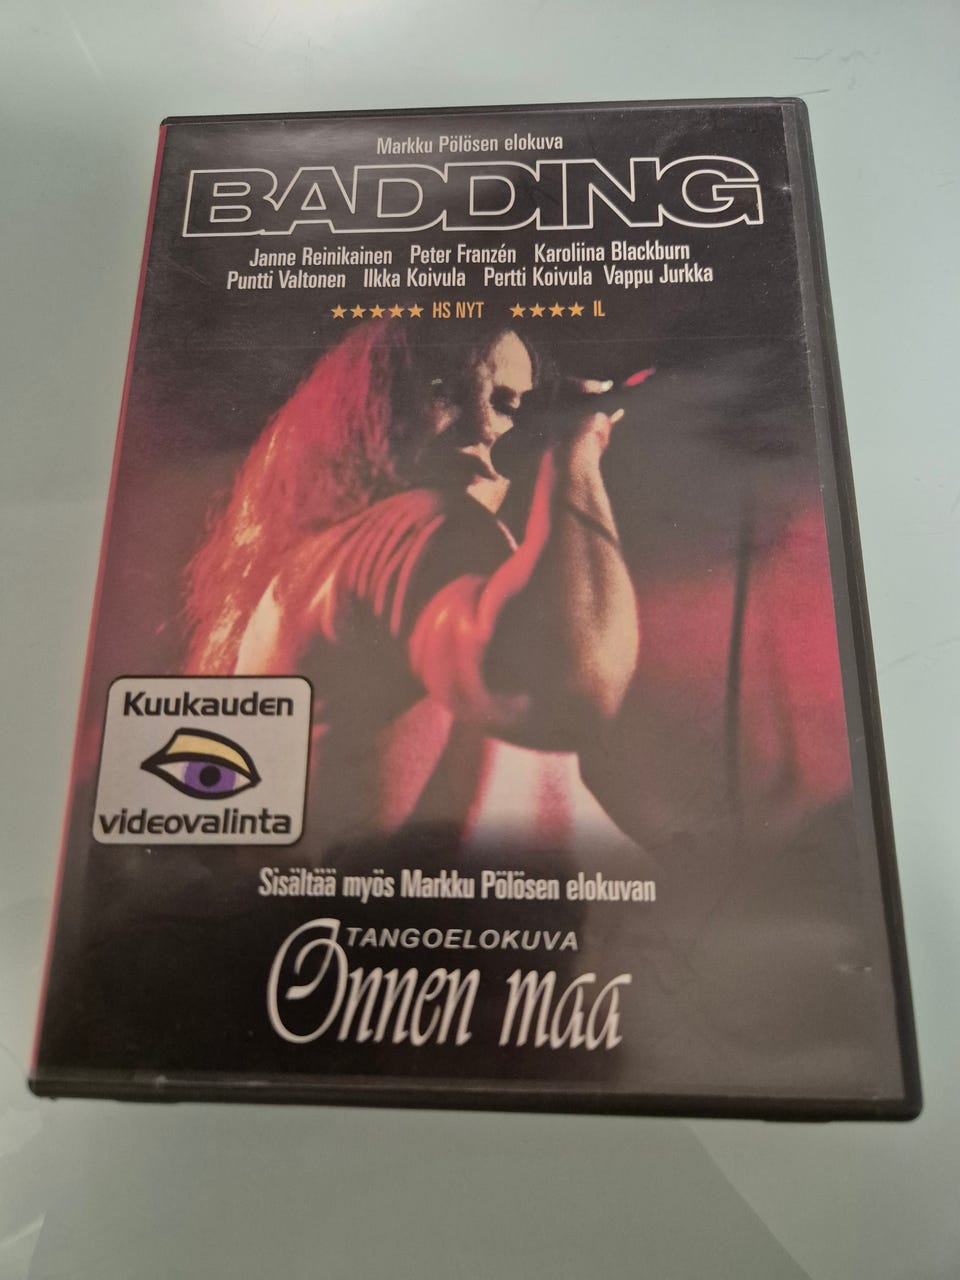 Markku Pölösen elokuva
BADDING
Janne Reinikainen Peter Franzén Karoliina Blackburn
Puntti Valtonen Ilkka Koivula Pertti Koivula Vappu Jurkka
★★★★★ HS NYT ★★★★ IL
Kuukauden
videovalinta
Sisältää myös Markku Pölösen elokuvan
TANGOELOKUVA
Onnen maa